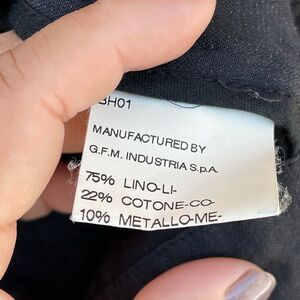 BH01
MANUFACTURED BY
G.F.M. INDUSTRIA S.p.A.
75% LINO-LI-
22% COTONE-CO-
10% METALLO-ME-